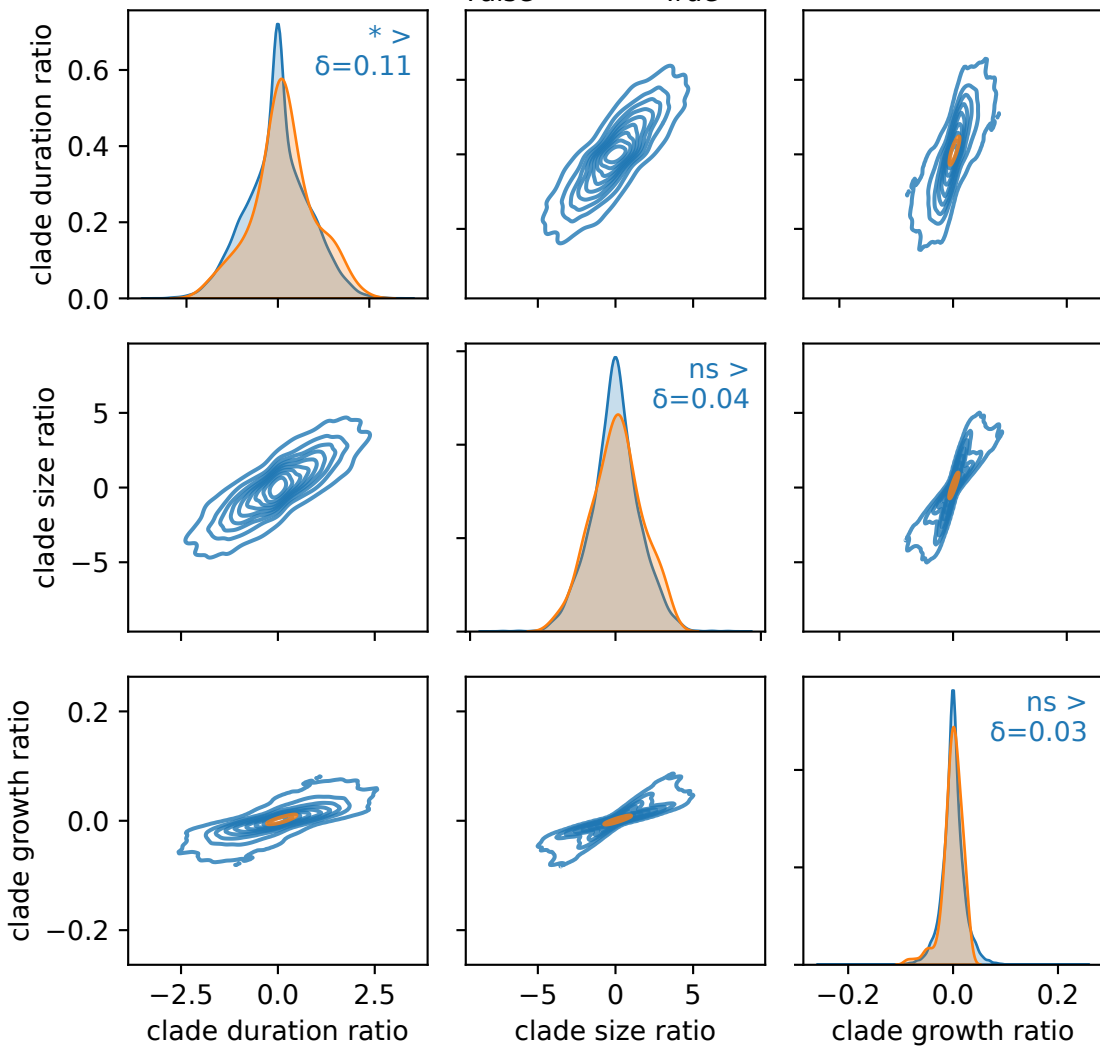 * >
δ=0.11
clade duration ratio
0.6
0.4
0.2
0.0
ns >
δ=0.04
clade size ratio
5
0
−5
ns >
δ=0.03
clade growth ratio
0.2
0.0
−0.2
−2.5 0.0 2.5
−5 0 5
−0.2 0.0 0.2
clade duration ratio
clade size ratio
clade growth ratio